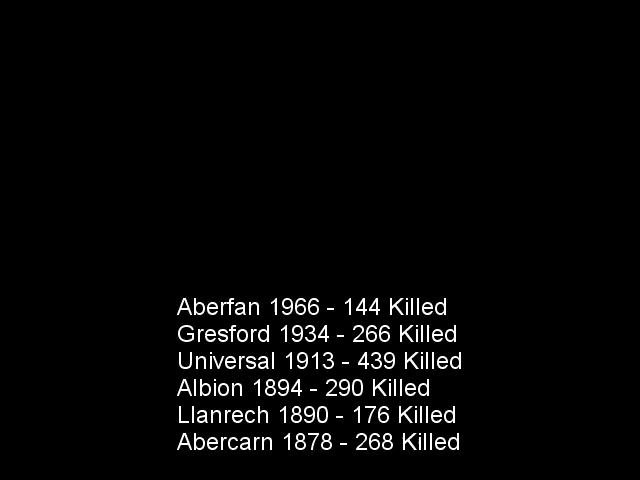 Aberfan 1966 - 144 Killed
Gresford 1934 - 266 Killed
Universal 1913 - 439 Killed
Albion 1894 - 290 Killed
Llanrech 1890 - 176 Killed
Abercarn 1878 - 268 Killed